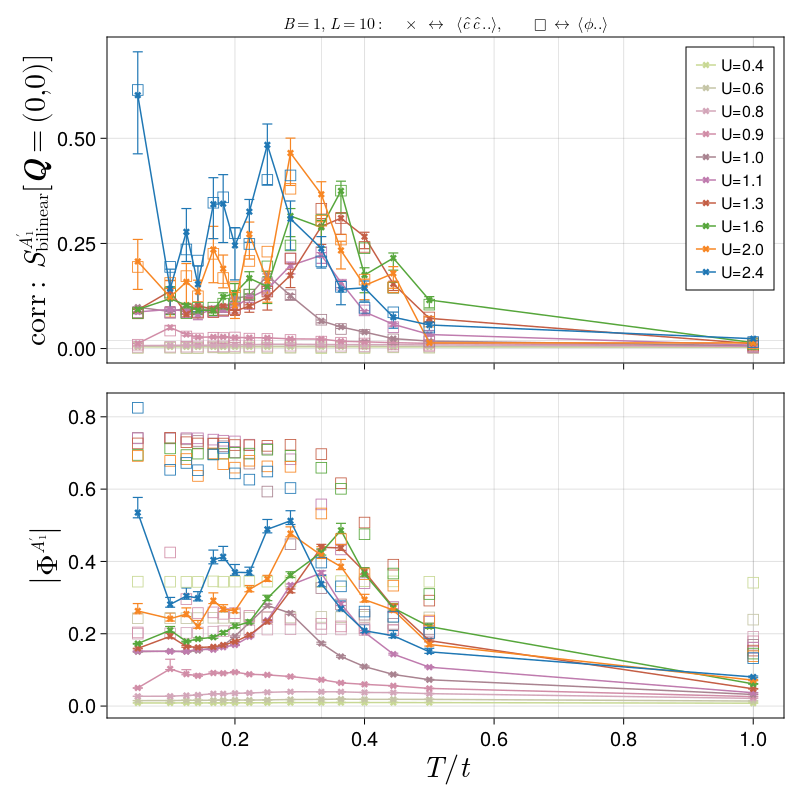 B = 1, L = 10 : × ↔ ⟨ĉ ĉ ..⟩, □ ↔ ⟨ϕ..⟩
corr : S^{A₁′}_{bilinear}[Q = (0,0)]
0.50
0.25
0.00
U=0.4
U=0.6
U=0.8
U=0.9
U=1.0
U=1.1
U=1.3
U=1.6
U=2.0
U=2.4
|Φ^{A₁′}|
0.8
0.6
0.4
0.2
0.0
0.2 0.4 0.6 0.8 1.0
T/t